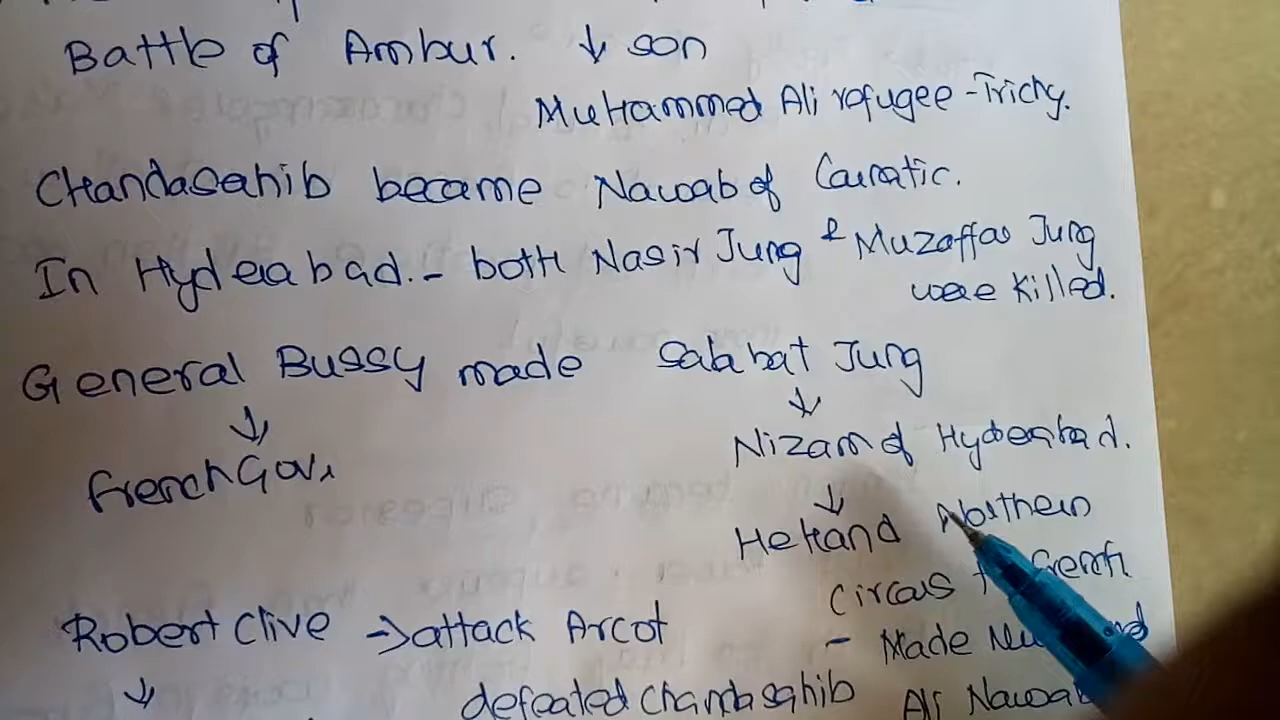 Battle of Ambur. ↓ son
Muhammed Ali refugee - Trichy.
Chandasahib became Nawab of Carnatic.
In Hyderabad. - both Nasir Jung & Muzaffar Jung
were killed.
General Bussy made Salabat Jung
↓ ↓
French Gov. Nizam of Hyderabad.
↓
He hand Northern
Circars French
Robert Clive → attack Arcot - Made
↓ defeated Chandasahib Ali Nawab